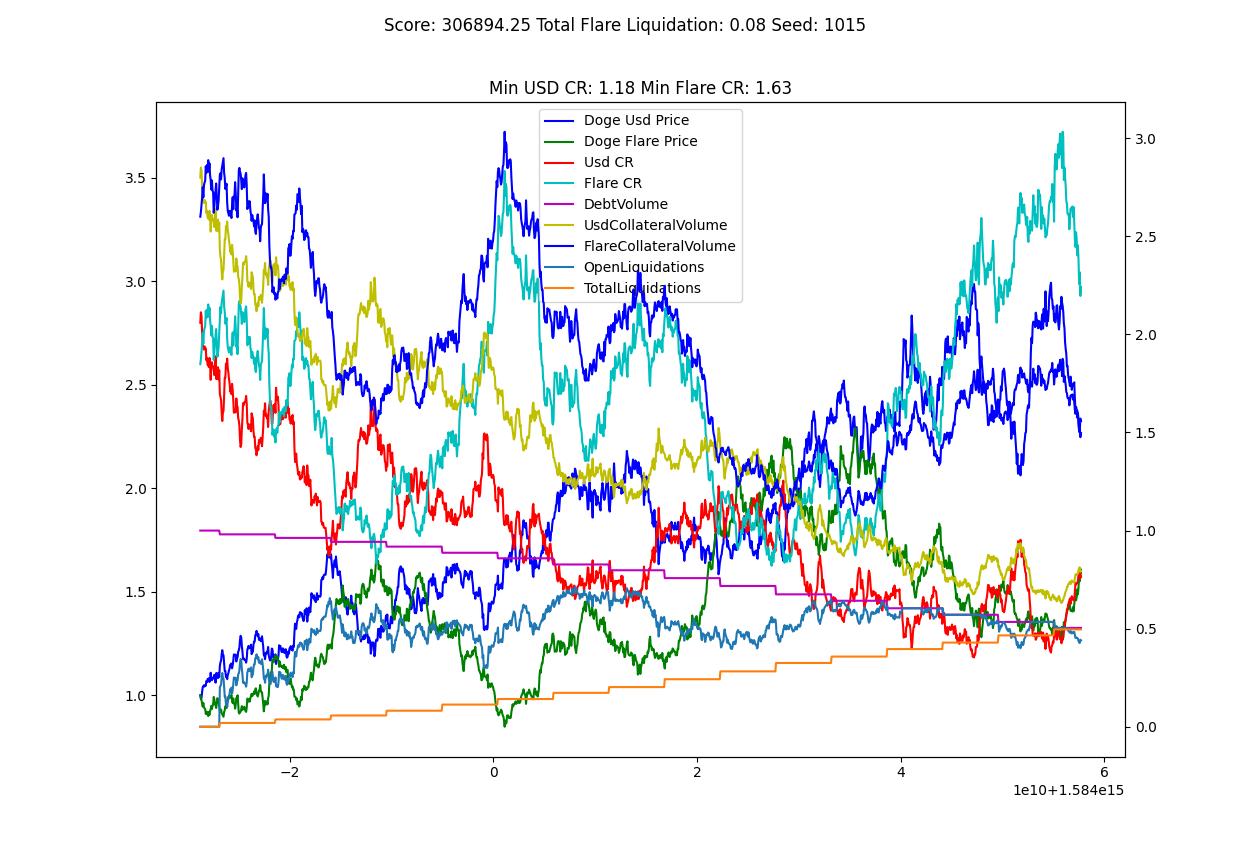 Score: 306894.25 Total Flare Liquidation: 0.08 Seed: 1015
Min USD CR: 1.18 Min Flare CR: 1.63
Doge Usd Price
Doge Flare Price
Usd CR
Flare CR
DebtVolume
UsdCollateralVolume
FlareCollateralVolume
OpenLiquidations
TotalLiquidations
3.5
3.0
2.5
2.0
1.5
1.0
3.0
2.5
2.0
1.5
1.0
0.5
0.0
−2
0
2
4
6
1e10+1.584e15